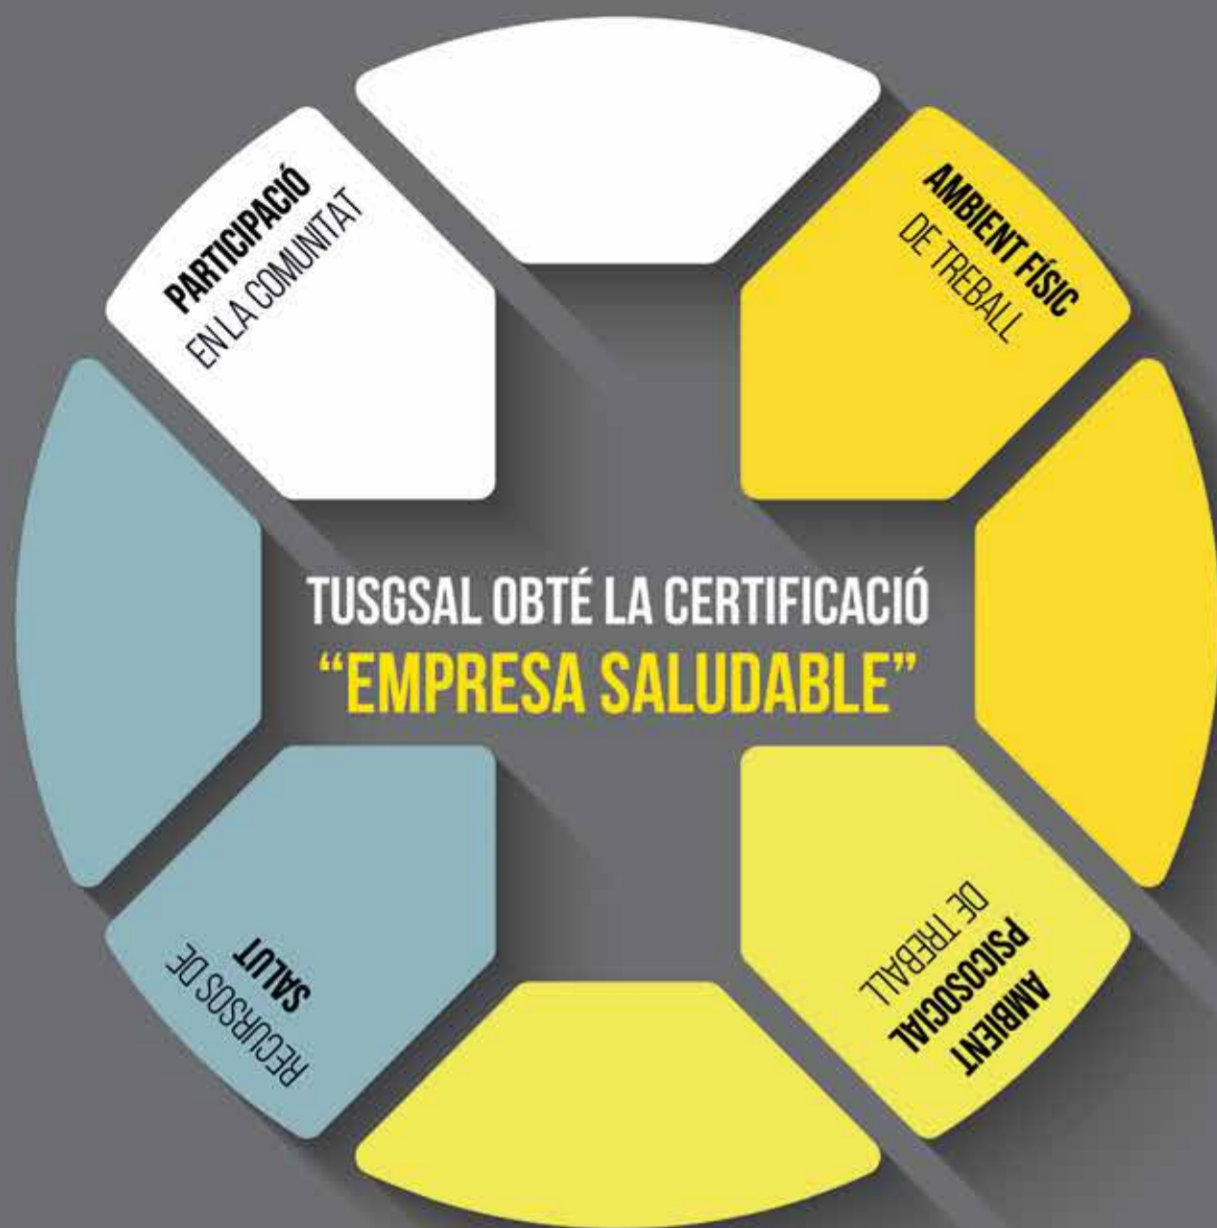 PARTICIPACIÓ
EN LA COMUNITAT
AMBIENT FÍSIC
DE TREBALL
TUSGSAL OBTÉ LA CERTIFICACIÓ
“EMPRESA SALUDABLE”
RECURSOS DE
SALUT
AMBIENT
PSICOSOCIAL
DE TREBALL